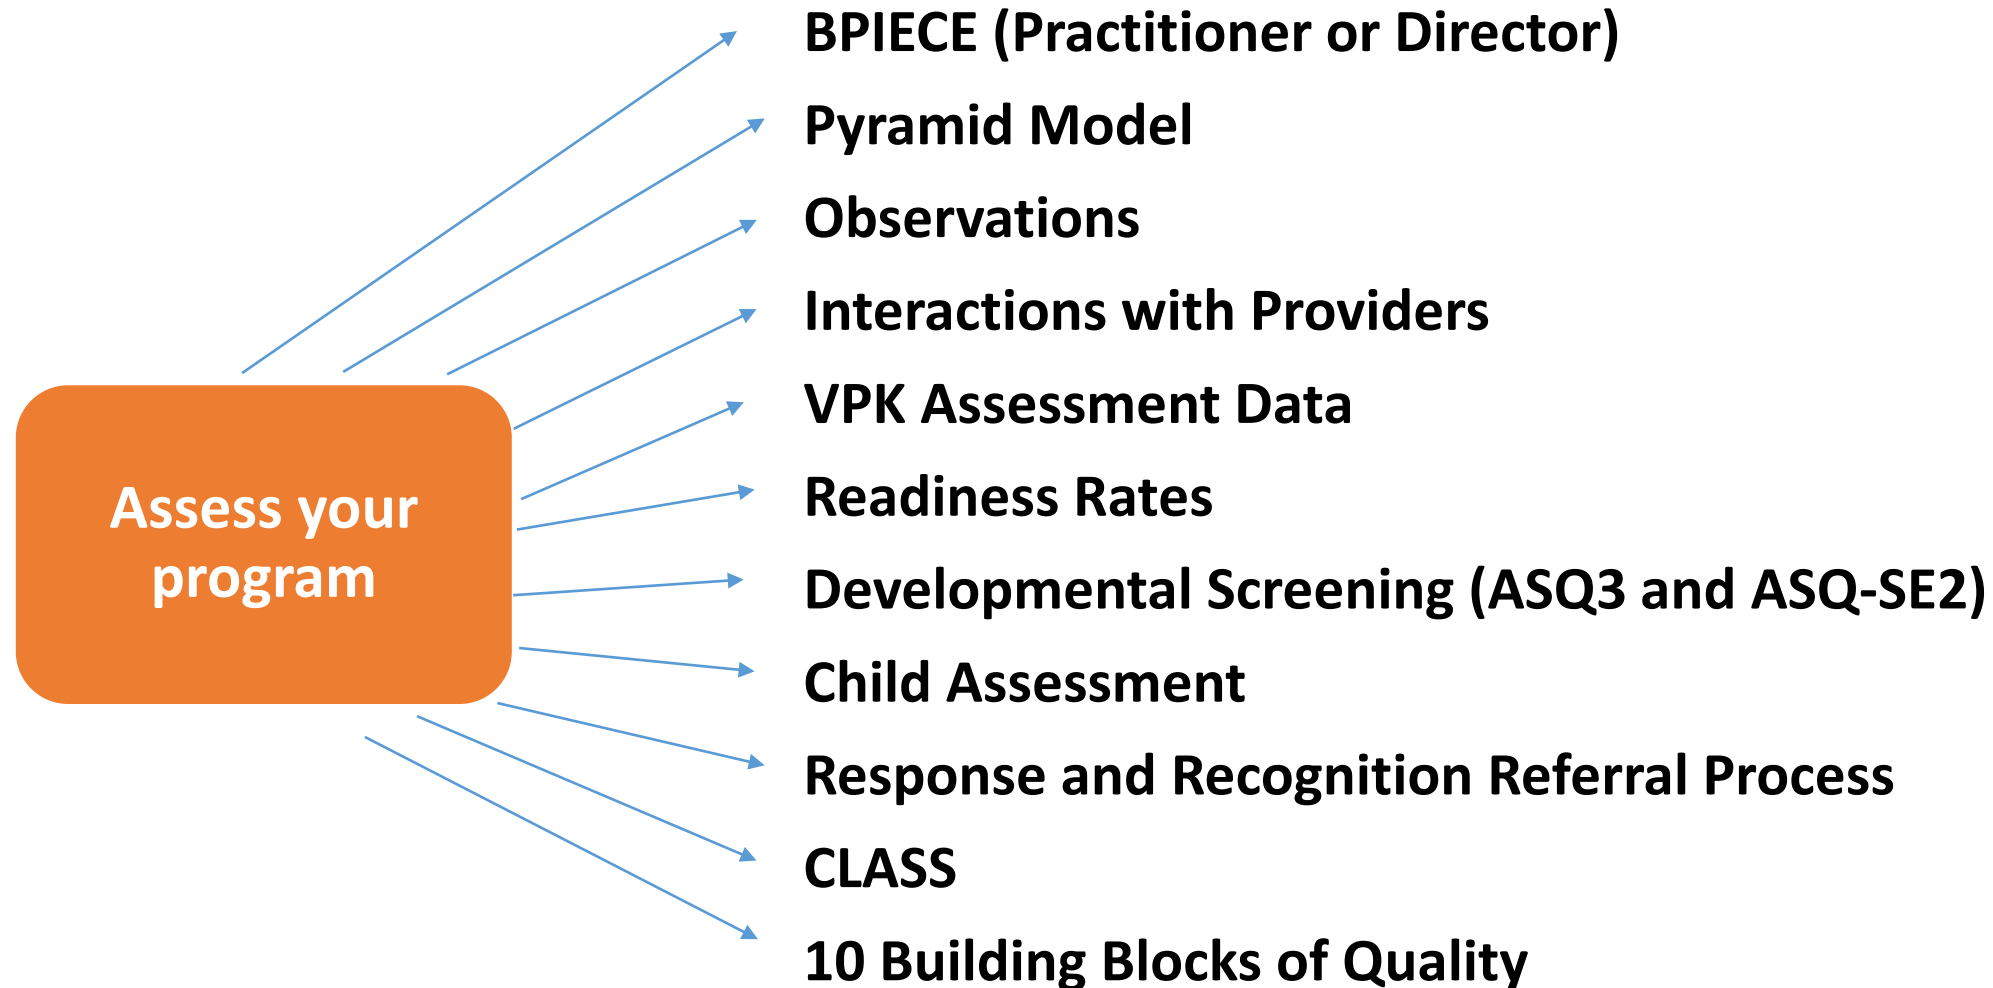 BPIECE (Practitioner or Director)
Pyramid Model
Observations
Interactions with Providers
VPK Assessment Data
Readiness Rates
Assess your
program
Developmental Screening (ASQ3 and ASQ-SE2)
Child Assessment
Response and Recognition Referral Process
CLASS
10 Building Blocks of Quality